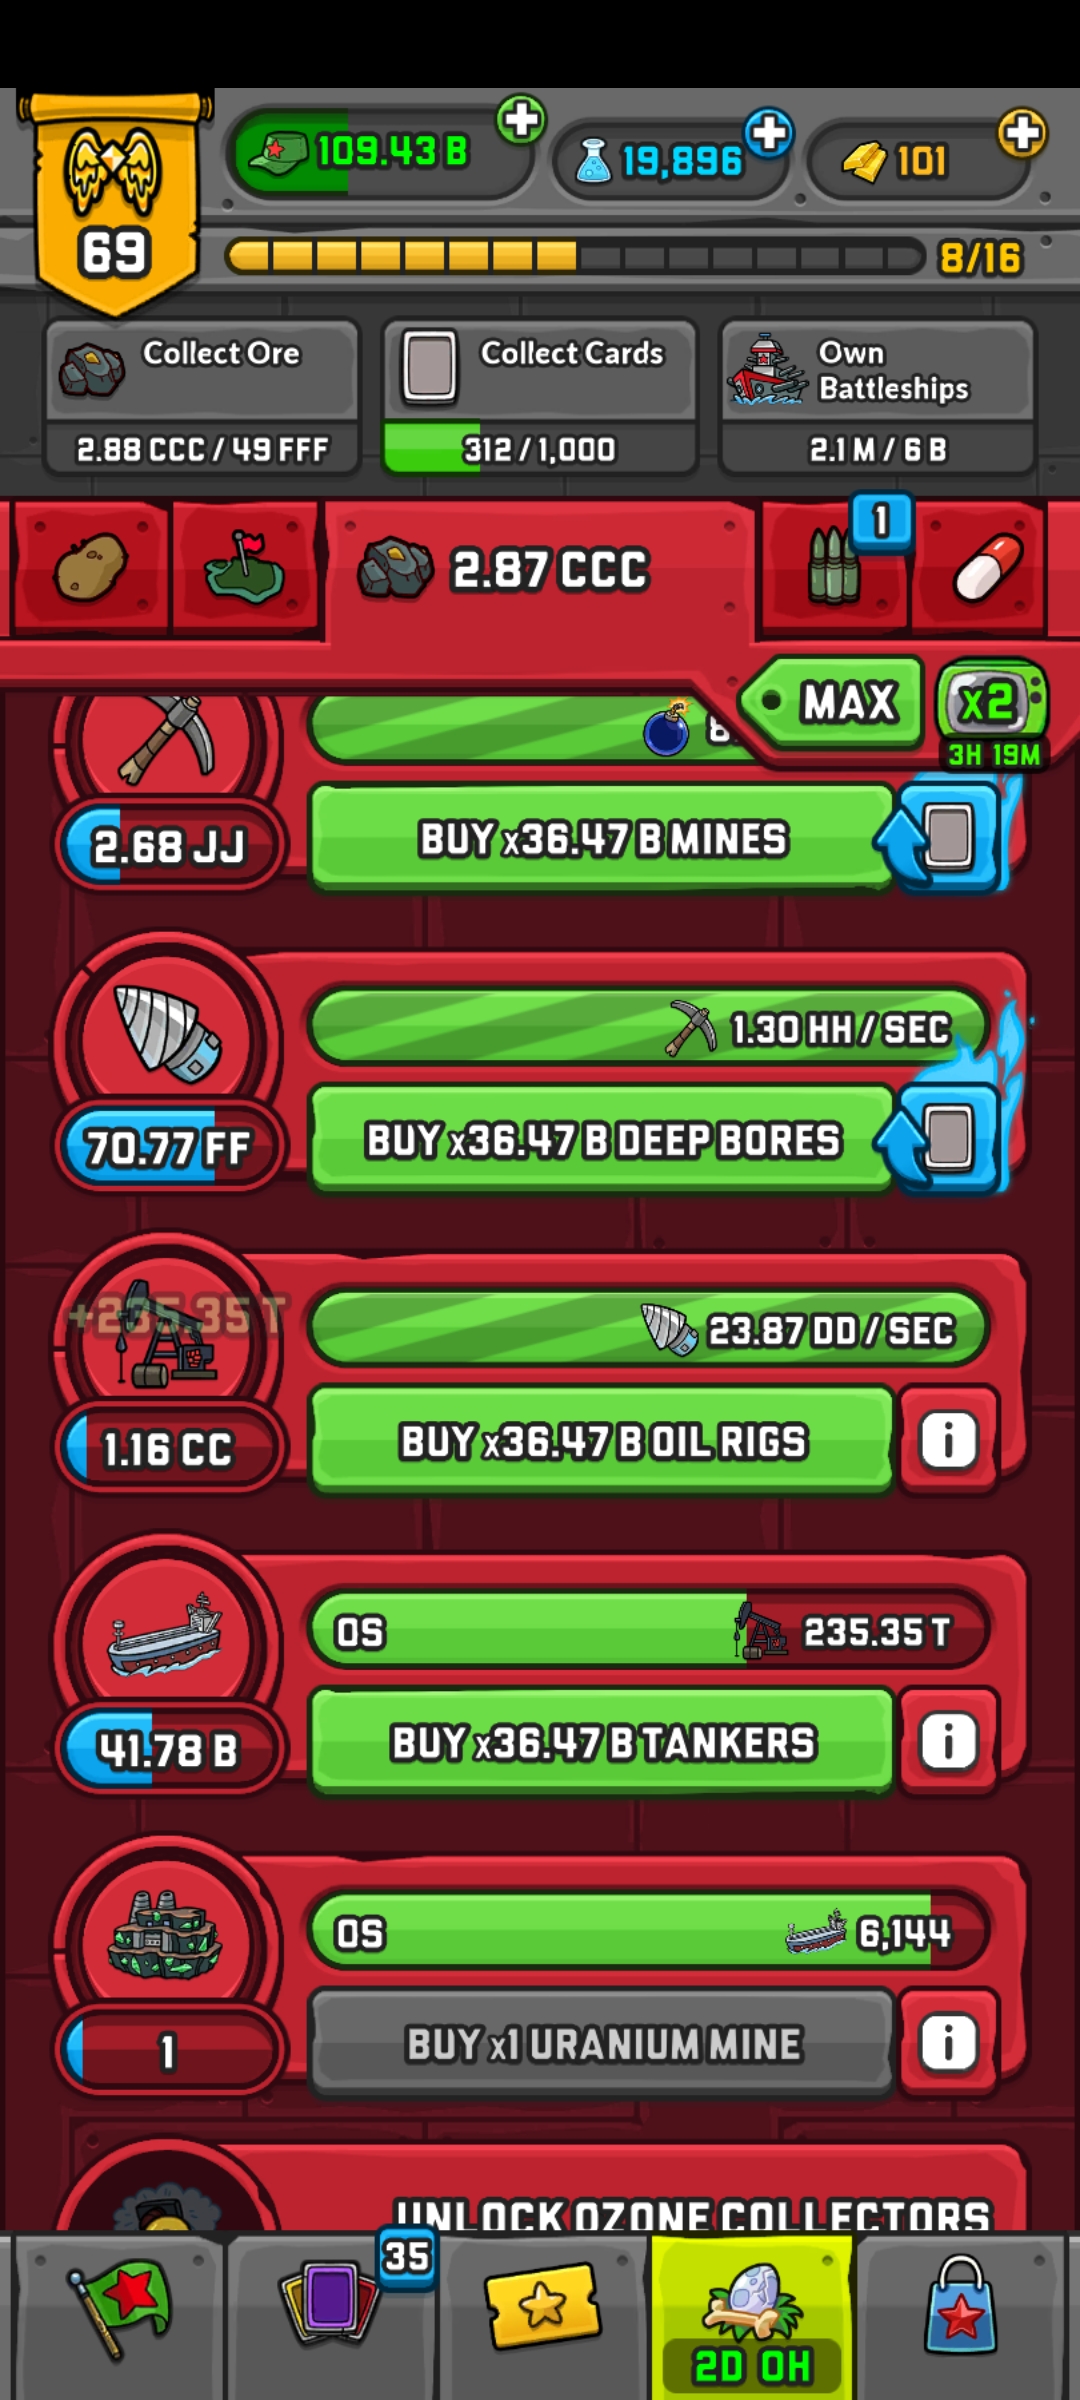 109.43 B
19,896
101
69
8/16
Collect Ore
2.88 CCC / 49 FFF
Collect Cards
312 / 1,000
Own
Battleships
2.1 M / 6 B
2.87 CCC
1
MAX
x2
3H 19M
2.68 JJ
BUY x36.47 B MINES
1.30 HH / SEC
70.77 FF
BUY x36.47 B DEEP BORES
+235.35 T
23.87 DD / SEC
1.16 CC
BUY x36.47 B OIL RIGS
i
0S
235.35 T
41.78 B
BUY x36.47 B TANKERS
i
0S
6,144
1
BUY x1 URANIUM MINE
i
UNLOCK OZONE COLLECTORS
35
2D 0H